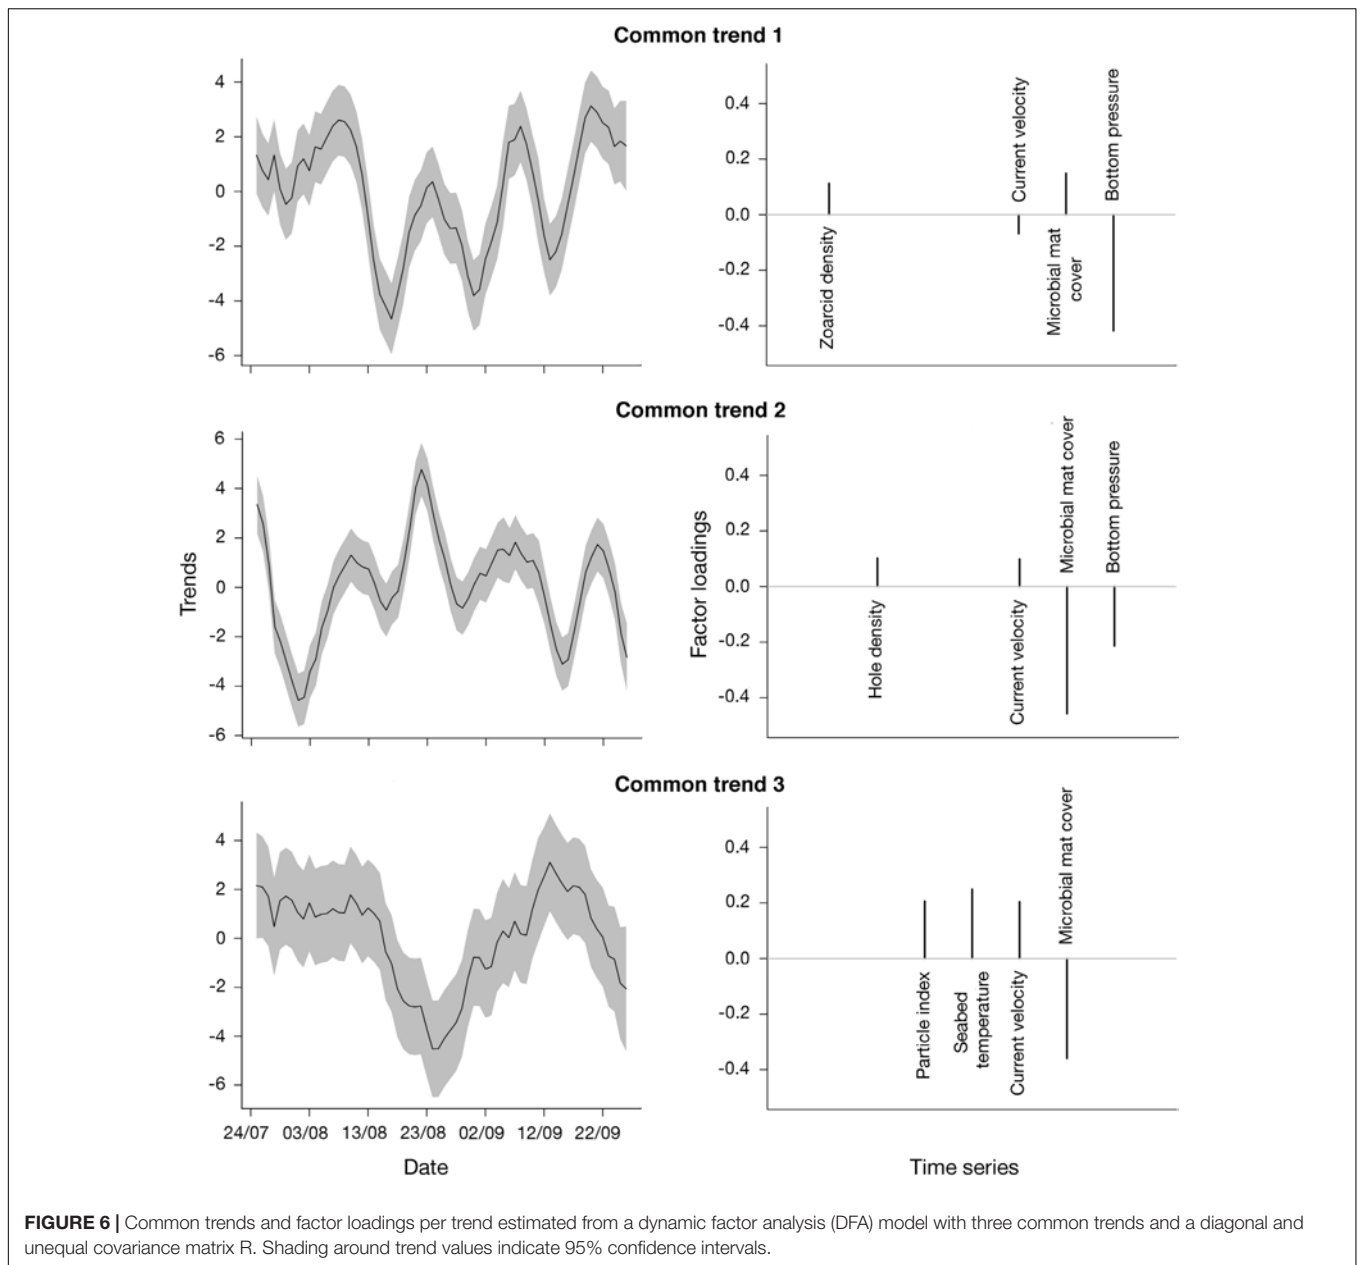 Common trend 1
4
2
0
-2
-4
-6
0.4
0.2
0.0
-0.2
-0.4
Zoarcid density
Current velocity
Microbial mat
cover
Bottom pressure
Common trend 2
Trends
6
4
2
0
-2
-4
-6
Factor loadings
0.4
0.2
0.0
-0.2
-0.4
Hole density
Current velocity
Microbial mat cover
Bottom pressure
Common trend 3
4
2
0
-2
-4
-6
24/07 03/08 13/08 23/08 02/09 12/09 22/09
Date
0.4
0.2
0.0
-0.2
-0.4
Particle index
Seabed
temperature
Current velocity
Microbial mat cover
Time series
FIGURE 6 | Common trends and factor loadings per trend estimated from a dynamic factor analysis (DFA) model with three common trends and a diagonal and
unequal covariance matrix R. Shading around trend values indicate 95% confidence intervals.